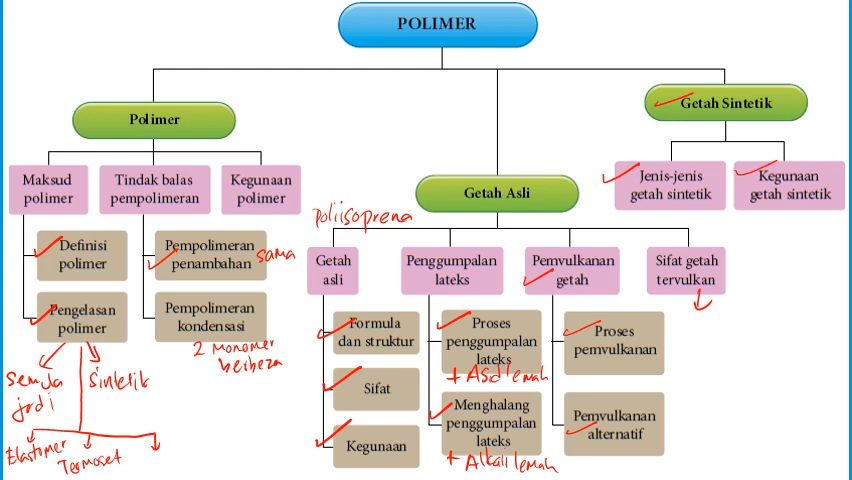 POLIMER
Polimer
Maksud
polimer
Tindak balas
pempolimeran
Kegunaan
polimer
Definisi
polimer
Pengelasan
polimer
Semula
jadi
Sintetik
Elastomer
Termoset
Pempolimeran
penambahan
sama
Pempolimeran
kondensasi
2 monomer
berbeza
Getah Asli
poliisoprena
Getah
asli
Formula
dan struktur
Sifat
Kegunaan
Penggumpalan
lateks
Proses
penggumpalan
lateks
+ Asid lemah
Menghalang
penggumpalan
lateks
+ Alkali lemah
Pemvulkanan
getah
Proses
pemvulkanan
Pemvulkanan
alternatif
Sifat getah
tervulkan
Getah Sintetik
Jenis-jenis
getah sintetik
Kegunaan
getah sintetik